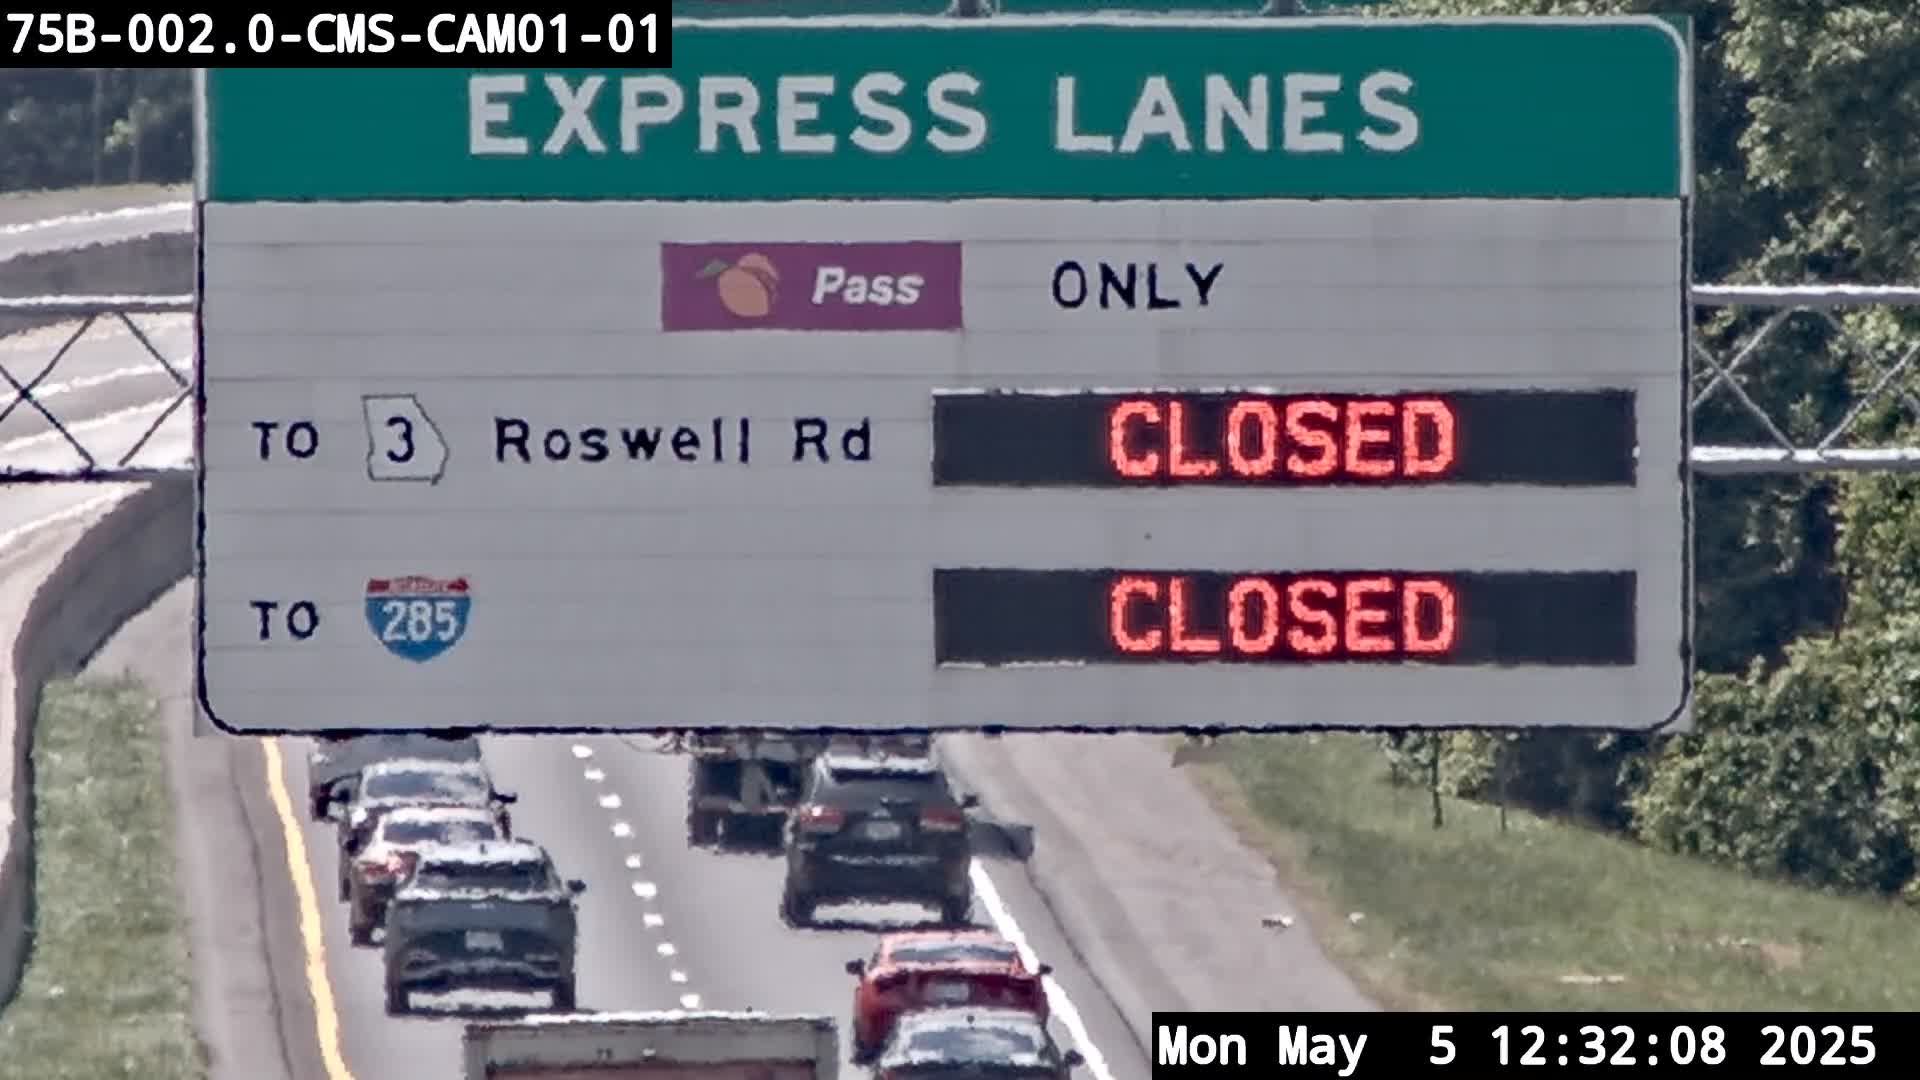 75B-002.0-CMS-CAM01-01
EXPRESS LANES
Pass ONLY
TO 3 Roswell Rd CLOSED
TO 285 CLOSED
Mon May 5 12:32:08 2025